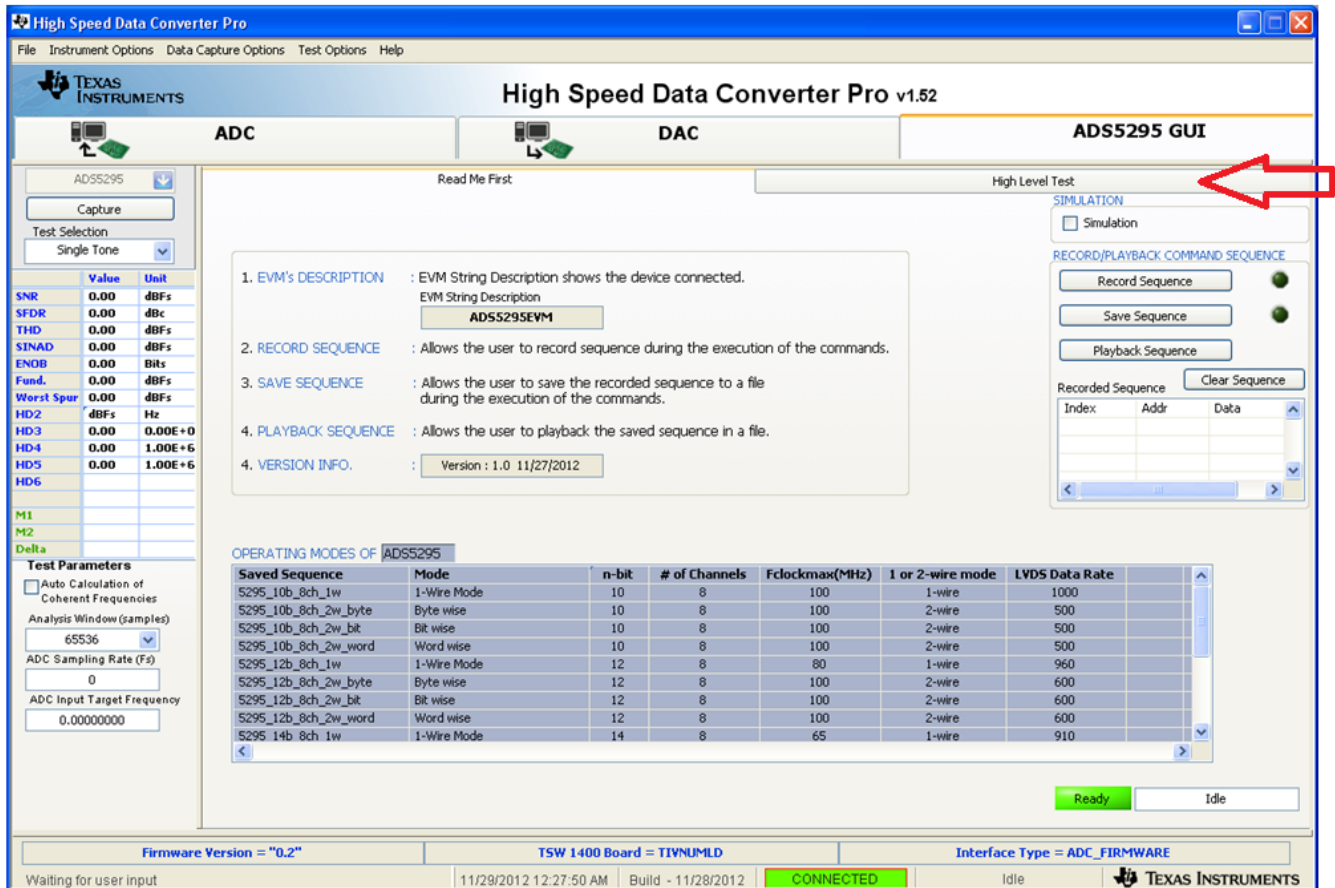 High Speed Data Converter Pro
File Instrument Options Data Capture Options Test Options Help
TEXAS INSTRUMENTS
High Speed Data Converter Pro v1.52
ADC DAC ADS5295 GUI
ADS5295
Capture
Test Selection
Single Tone
Value Unit
SNR 0.00 dBFs
SFDR 0.00 dBc
THD 0.00 dBFs
SINAD 0.00 dBFs
ENOB 0.00 Bits
Fund. 0.00 dBFs
Worst Spur 0.00 dBFs
HD2 dBFs Hz
HD3 0.00 0.00E+0
HD4 0.00 1.00E+6
HD5 0.00 1.00E+6
HD6
M1
M2
Delta
Test Parameters
Auto Calculation of
Coherent Frequencies
Analysis Window (samples)
65536
ADC Sampling Rate (Fs)
0
ADC Input Target Frequency
0.00000000
Read Me First High Level Test
1. EVM's DESCRIPTION : EVM String Description shows the device connected.
EVM String Description
ADS5295EVM
2. RECORD SEQUENCE : Allows the user to record sequence during the execution of the commands.
3. SAVE SEQUENCE : Allows the user to save the recorded sequence to a file
during the execution of the commands.
4. PLAYBACK SEQUENCE : Allows the user to playback the saved sequence in a file.
4. VERSION INFO. : Version : 1.0 11/27/2012
SIMULATION
Simulation
RECORD/PLAYBACK COMMAND SEQUENCE
Record Sequence
Save Sequence
Playback Sequence
Recorded Sequence Clear Sequence
Index Addr Data
OPERATING MODES OF ADS5295
Saved Sequence Mode n-bit # of Channels Fclockmax(MHz) 1 or 2-wire mode LVDS Data Rate
5295_10b_8ch_1w 1-Wire Mode 10 8 100 1-wire 1000
5295_10b_8ch_2w_byte Byte wise 10 8 100 2-wire 500
5295_10b_8ch_2w_bit Bit wise 10 8 100 2-wire 500
5295_10b_8ch_2w_word Word wise 10 8 100 2-wire 500
5295_12b_8ch_1w 1-Wire Mode 12 8 80 1-wire 960
5295_12b_8ch_2w_byte Byte wise 12 8 100 2-wire 600
5295_12b_8ch_2w_bit Bit wise 12 8 100 2-wire 600
5295_12b_8ch_2w_word Word wise 12 8 100 2-wire 600
5295_14b_8ch_1w 1-Wire Mode 14 8 65 1-wire 910
Ready Idle
Firmware Version = "0.2" TSW 1400 Board = TIVNUMLD Interface Type = ADC_FIRMWARE
Waiting for user input 11/29/2012 12:27:50 AM Build - 11/28/2012 CONNECTED Idle TEXAS INSTRUMENTS